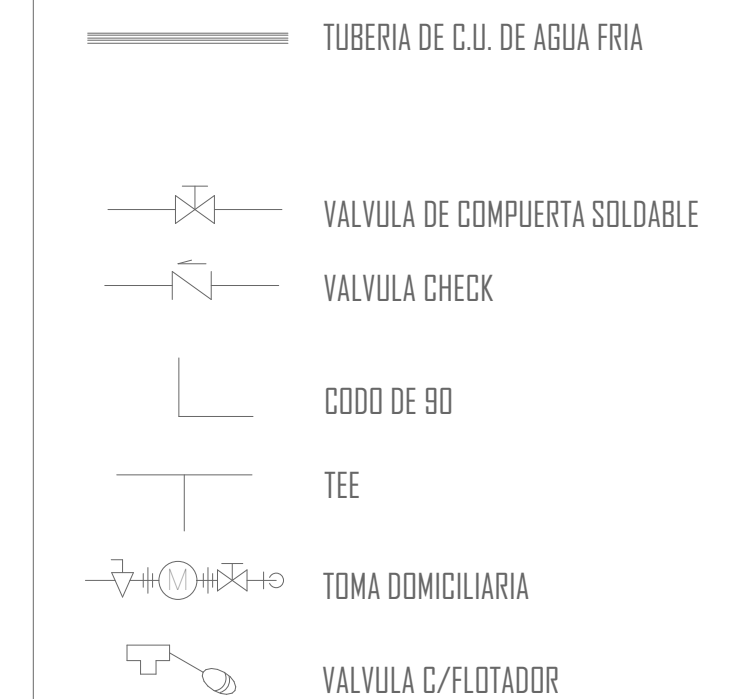 TUBERIA DE C.U. DE AGUA FRIA
VALVULA DE COMPUERTA SOLDABLE
VALVULA CHECK
CODO DE 90
TEE
M
TOMA DOMICILIARIA
VALVULA C/FLOTADOR